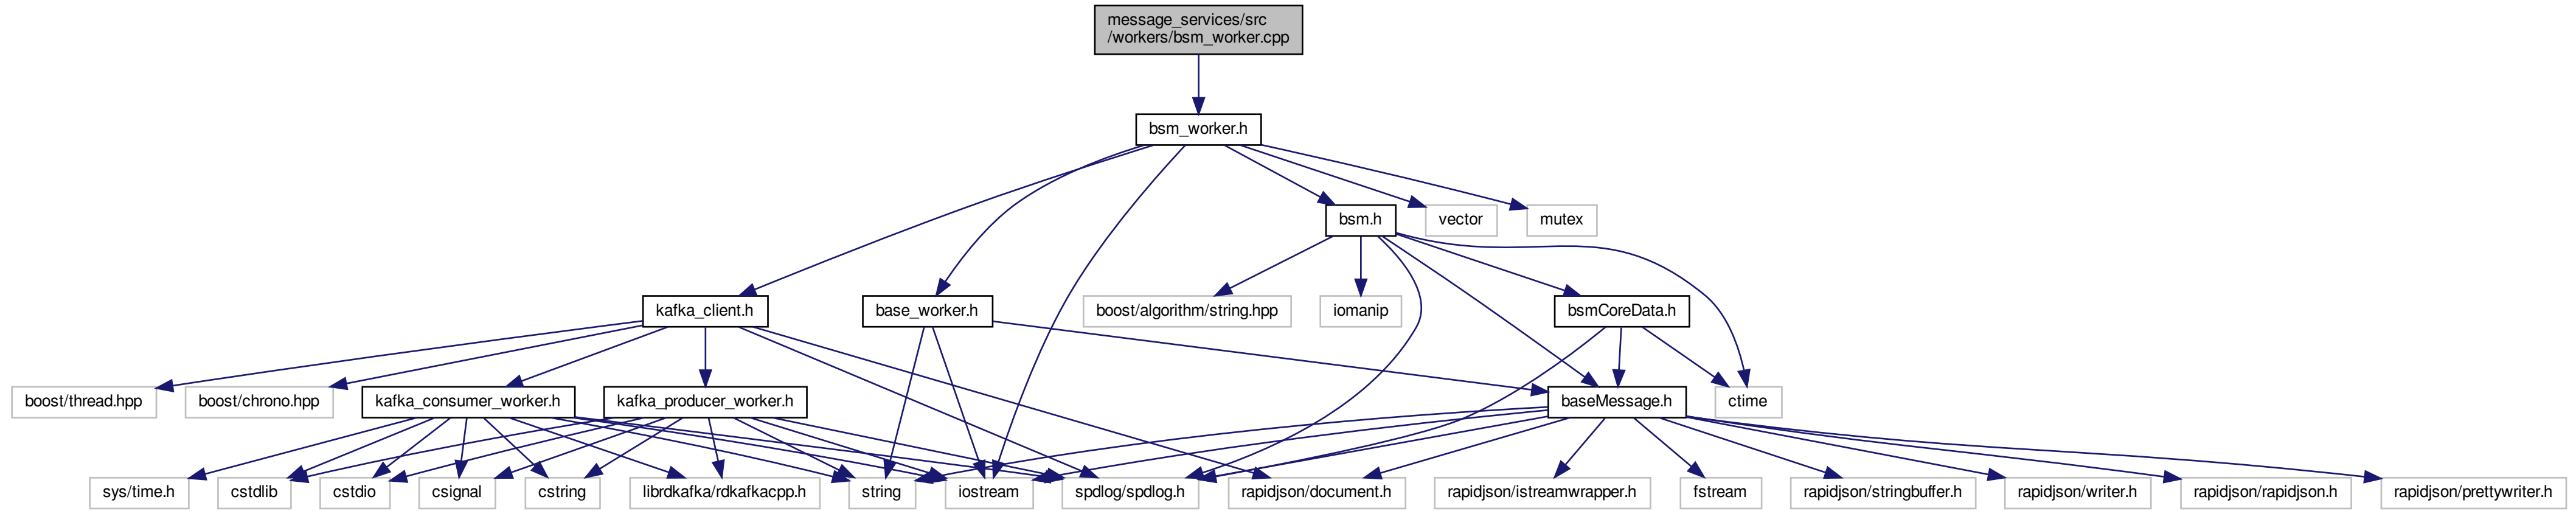 message_services/src
/workers/bsm_worker.cpp
bsm_worker.h
bsm.h
vector
mutex
kafka_client.h
base_worker.h
boost/algorithm/string.hpp
iomanip
bsmCoreData.h
boost/thread.hpp
boost/chrono.hpp
kafka_consumer_worker.h
kafka_producer_worker.h
baseMessage.h
ctime
sys/time.h
cstdlib
cstdio
csignal
cstring
librdkafka/rdkafkacpp.h
string
iostream
spdlog/spdlog.h
rapidjson/document.h
rapidjson/istreamwrapper.h
fstream
rapidjson/stringbuffer.h
rapidjson/writer.h
rapidjson/rapidjson.h
rapidjson/prettywriter.h